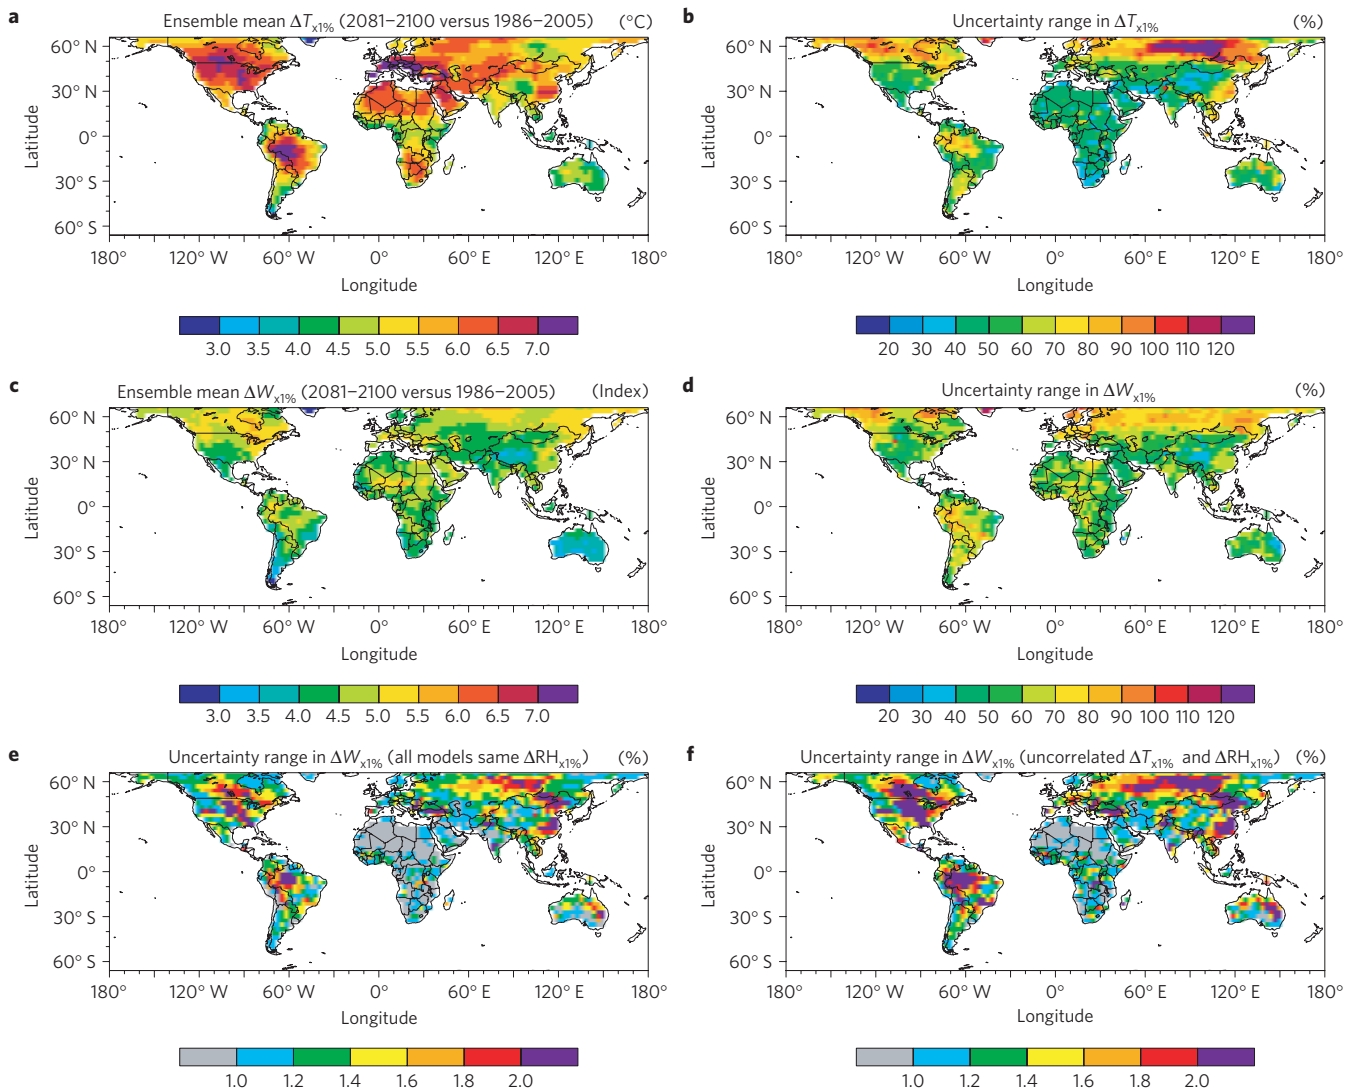 a Ensemble mean ΔTx1% (2081–2100 versus 1986–2005) (°C)
60° N
30° N
0°
30° S
60° S
Latitude
180° 120° W 60° W 0° 60° E 120° E 180°
Longitude
3.0 3.5 4.0 4.5 5.0 5.5 6.0 6.5 7.0
b Uncertainty range in ΔTx1% (%)
60° N
30° N
0°
30° S
60° S
Latitude
180° 120° W 60° W 0° 60° E 120° E 180°
Longitude
20 30 40 50 60 70 80 90 100 110 120
c Ensemble mean ΔWx1% (2081–2100 versus 1986–2005) (Index)
60° N
30° N
0°
30° S
60° S
Latitude
180° 120° W 60° W 0° 60° E 120° E 180°
Longitude
3.0 3.5 4.0 4.5 5.0 5.5 6.0 6.5 7.0
d Uncertainty range in ΔWx1% (%)
60° N
30° N
0°
30° S
60° S
Latitude
180° 120° W 60° W 0° 60° E 120° E 180°
Longitude
20 30 40 50 60 70 80 90 100 110 120
e Uncertainty range in ΔWx1% (all models same ΔRHx1%) (%)
60° N
30° N
0°
30° S
60° S
Latitude
180° 120° W 60° W 0° 60° E 120° E 180°
Longitude
1.0 1.2 1.4 1.6 1.8 2.0
f Uncertainty range in ΔWx1% (uncorrelated ΔTx1% and ΔRHx1%) (%)
60° N
30° N
0°
30° S
60° S
Latitude
180° 120° W 60° W 0° 60° E 120° E 180°
Longitude
1.0 1.2 1.4 1.6 1.8 2.0